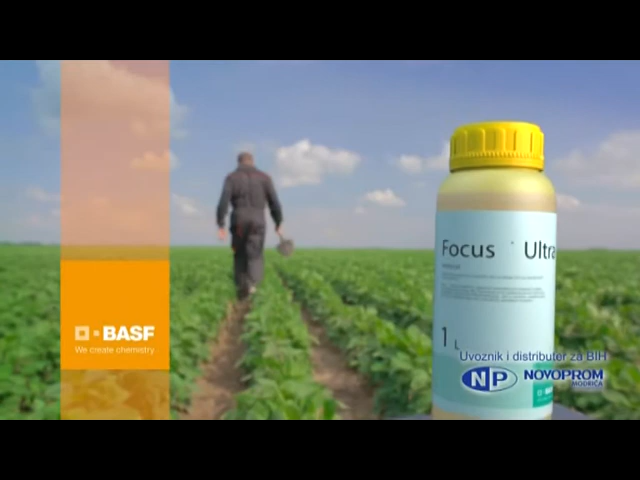 BASF
We create chemistry
Focus Ultra
1 L
Uvoznik i distributer za BIH
NP NOVOPROM
MODRIČA